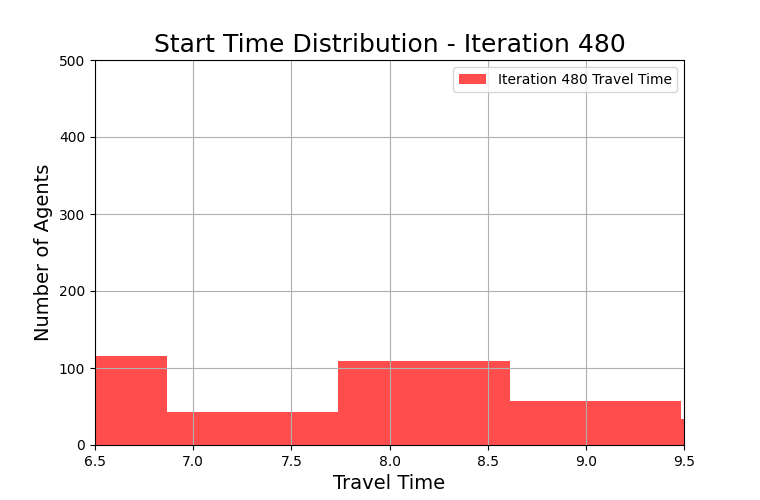 Start Time Distribution - Iteration 480
Iteration 480 Travel Time
Number of Agents
500
400
300
200
100
0
6.5 7.0 7.5 8.0 8.5 9.0 9.5
Travel Time